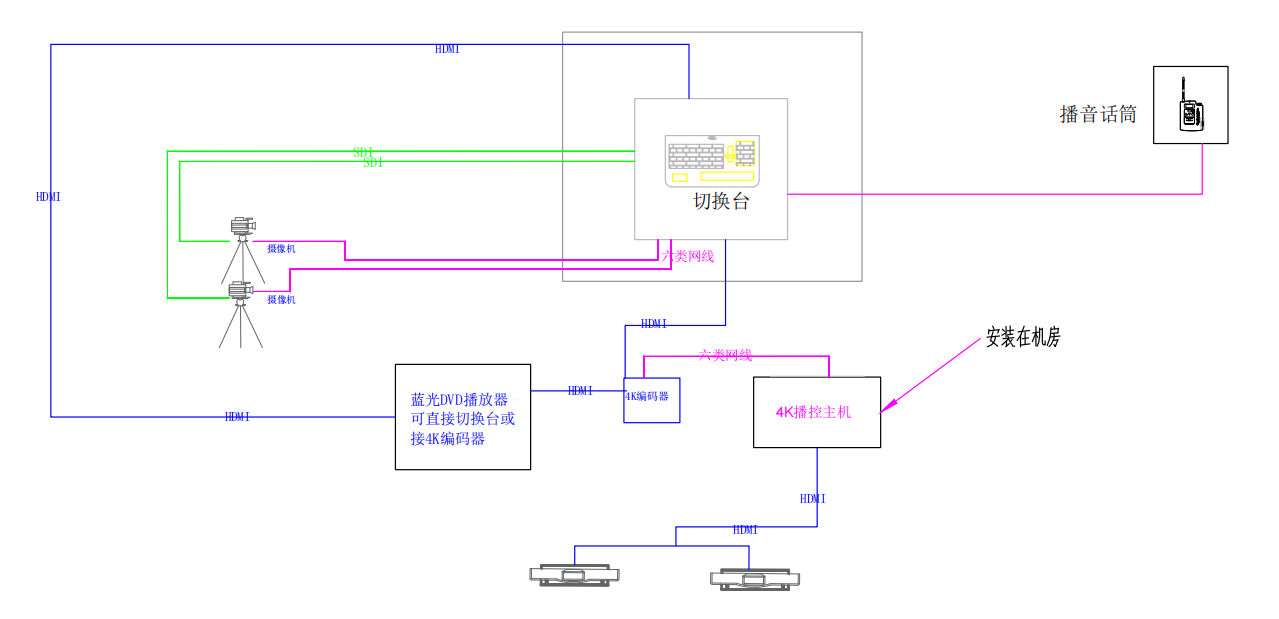 HDMI
播音话筒
SDI
SDI
HDMI
切换台
摄像机
六类网线
摄像机
HDMI
安装在机房
六类网线
HDMI
4K编码器
蓝光DVD播放器
可直接切换台或
接4K编码器
4K播控主机
HDMI
HDMI
HDMI